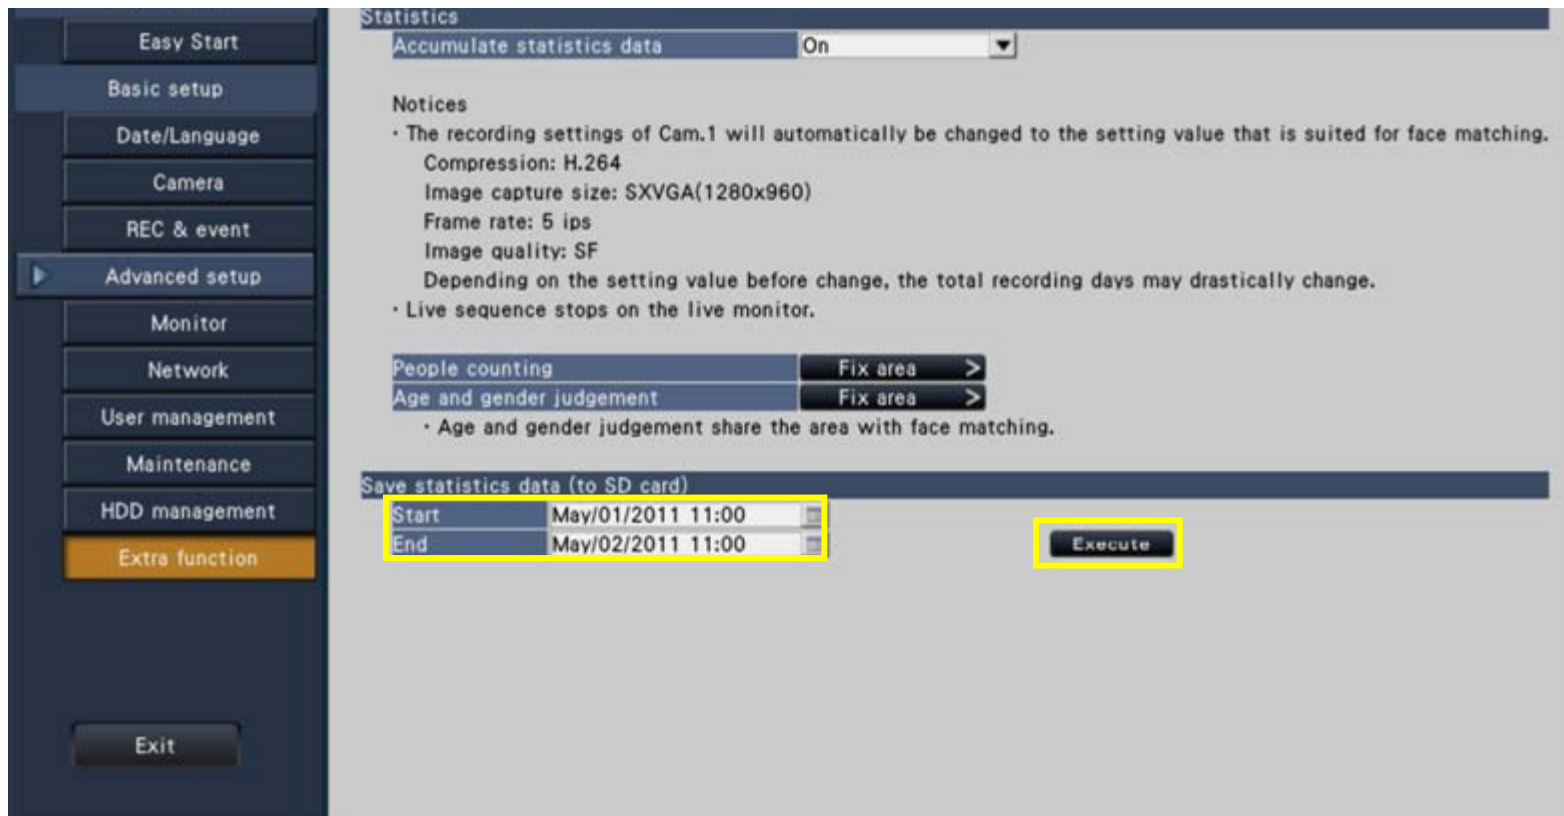 Easy Start
Basic setup
Date/Language
Camera
REC & event
Advanced setup
Monitor
Network
User management
Maintenance
HDD management
Extra function
Exit
Statistics
Accumulate statistics data On
Notices
・The recording settings of Cam.1 will automatically be changed to the setting value that is suited for face matching.
Compression: H.264
Image capture size: SXVGA(1280x960)
Frame rate: 5 ips
Image quality: SF
Depending on the setting value before change, the total recording days may drastically change.
・Live sequence stops on the live monitor.
People counting Fix area >
Age and gender judgement Fix area >
・Age and gender judgement share the area with face matching.
Save statistics data (to SD card)
Start May/01/2011 11:00
End May/02/2011 11:00
Execute